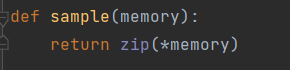 def sample(memory):
    return zip(*memory)